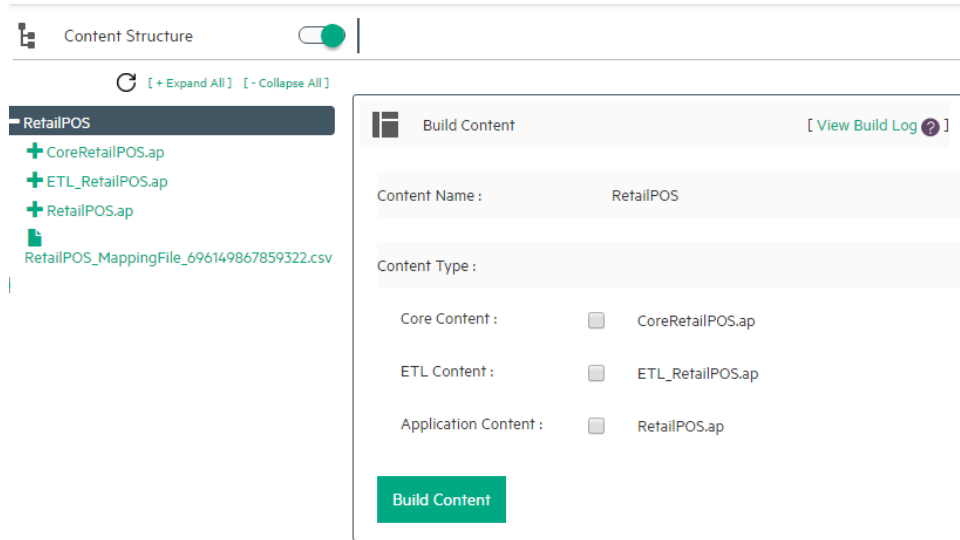 Content Structure
[ + Expand All ] [ - Collapse All ]
RetailPOS
CoreRetailPOS.ap
ETL_RetailPOS.ap
RetailPOS.ap
RetailPOS_MappingFile_696149867859322.csv
Build Content [ View Build Log ? ]
Content Name : RetailPOS
Content Type :
Core Content : CoreRetailPOS.ap
ETL Content : ETL_RetailPOS.ap
Application Content : RetailPOS.ap
Build Content